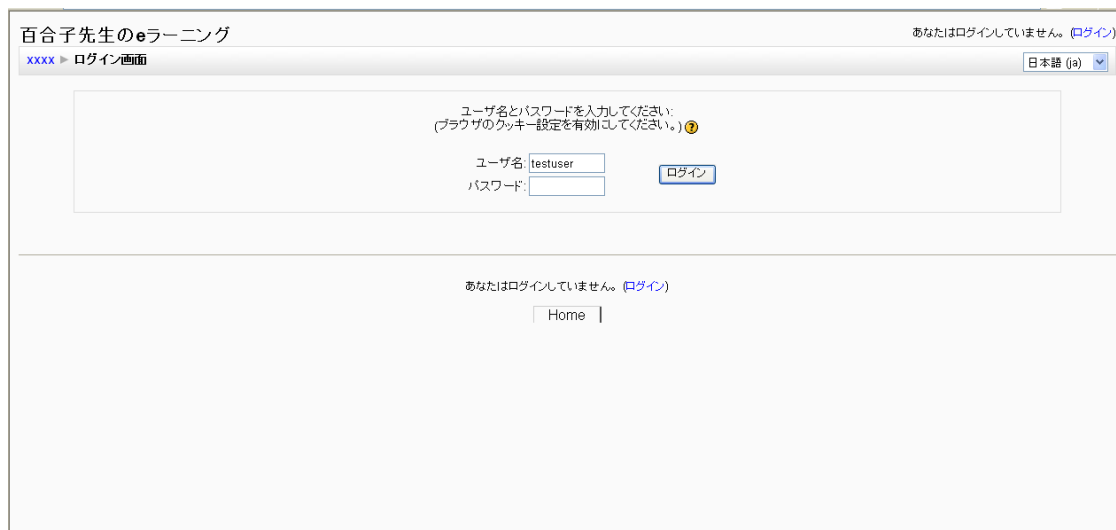 百合子先生のeラーニング
あなたはログインしていません。(ログイン)
xxxx ► ログイン画面
日本語 (ja)
ユーザ名とパスワードを入力してください:
(ブラウザのクッキー設定を有効にしてください。) ?
ユーザ名: testuser
ログイン
パスワード:
あなたはログインしていません。(ログイン)
Home